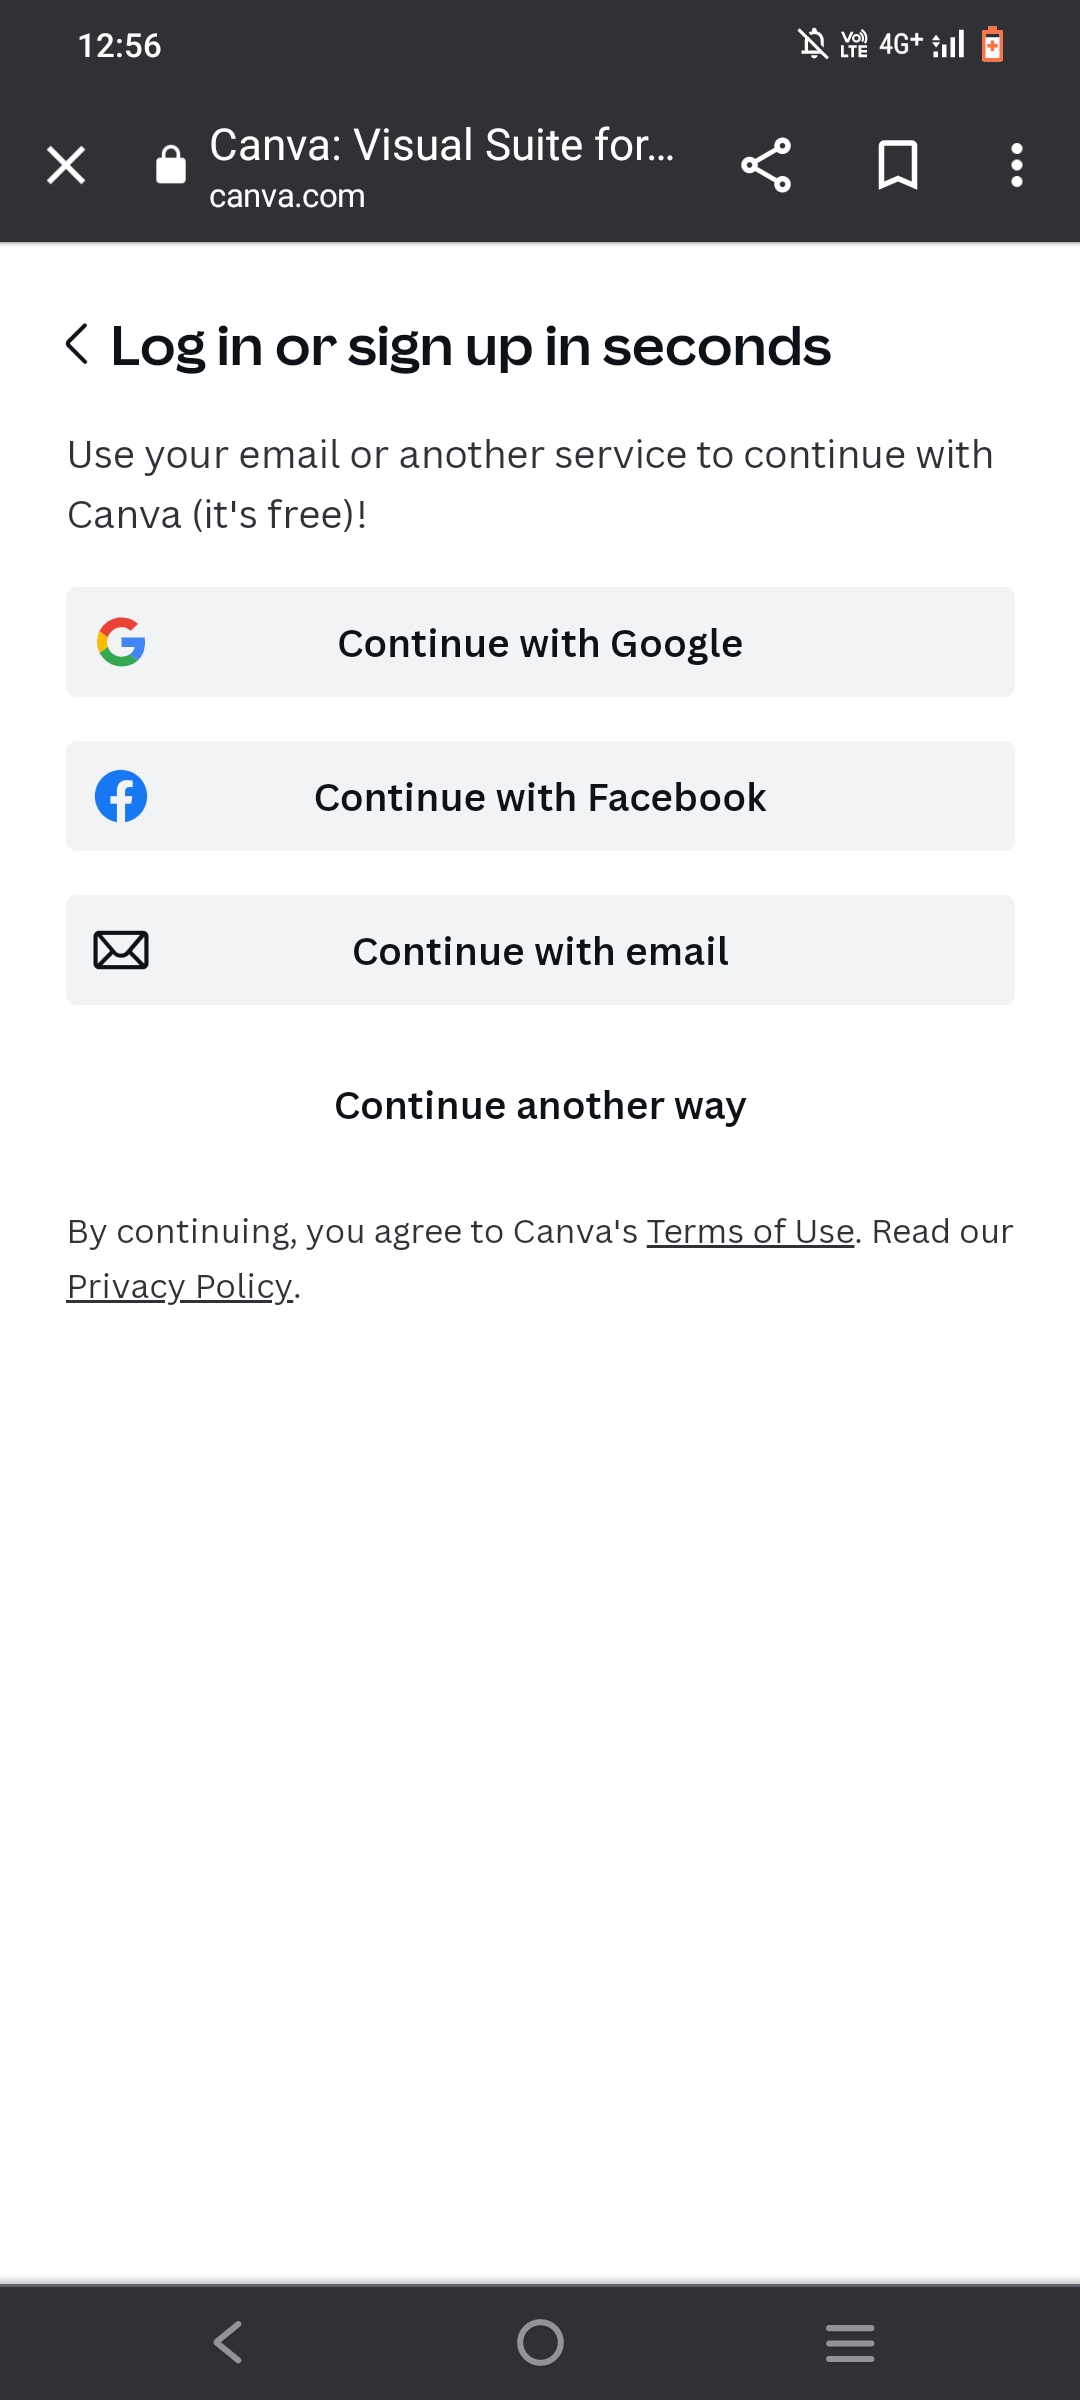 12:56
Vo)) LTE 4G+
Canva: Visual Suite for...
canva.com
Log in or sign up in seconds
Use your email or another service to continue with
Canva (it's free)!
Continue with Google
Continue with Facebook
Continue with email
Continue another way
By continuing, you agree to Canva's Terms of Use. Read our
Privacy Policy.